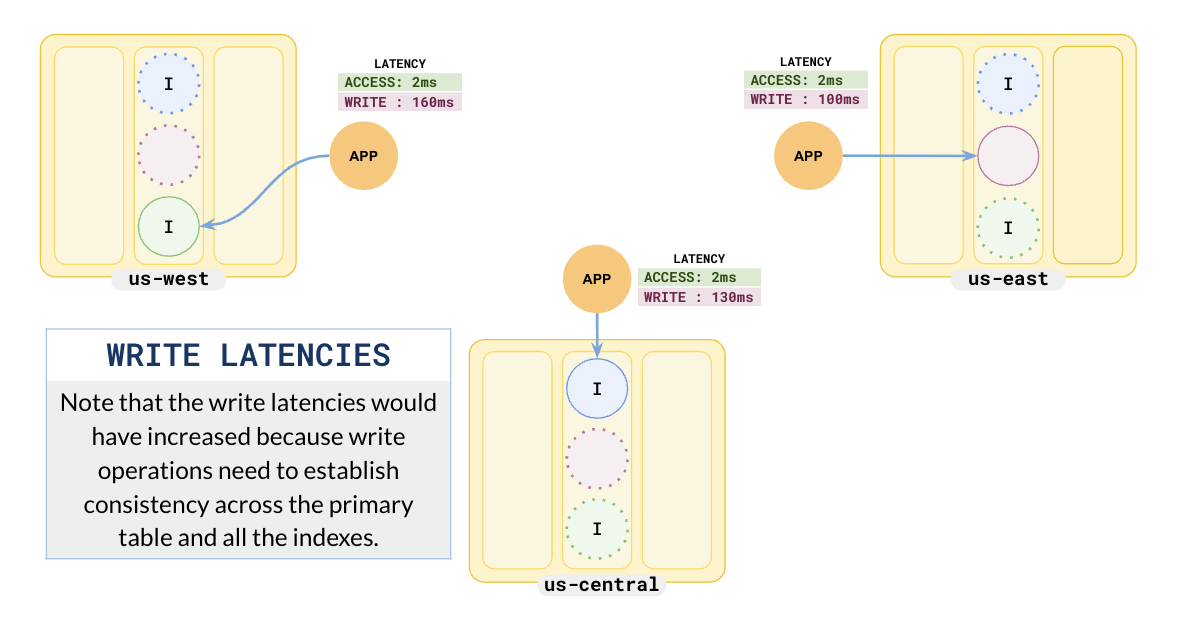 I
I
us-west
LATENCY
ACCESS: 2ms
WRITE : 160ms
APP
LATENCY
ACCESS: 2ms
WRITE : 100ms
APP
I
I
us-east
APP
LATENCY
ACCESS: 2ms
WRITE : 130ms
I
I
us-central
WRITE LATENCIES
Note that the write latencies would
have increased because write
operations need to establish
consistency across the primary
table and all the indexes.